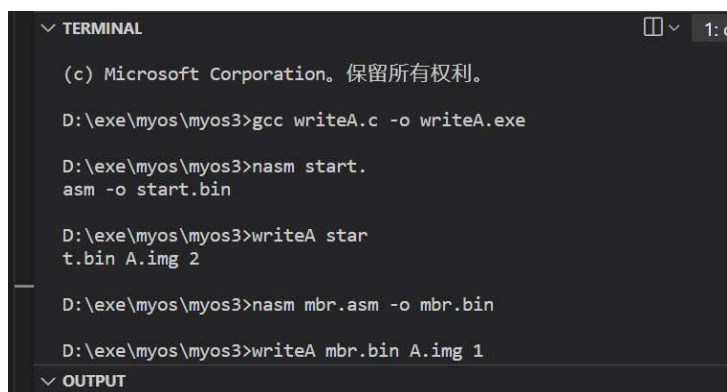 TERMINAL
1:
(c) Microsoft Corporation。保留所有权利。
D:\exe\myos\myos3>gcc writeA.c -o writeA.exe
D:\exe\myos\myos3>nasm start.
asm -o start.bin
D:\exe\myos\myos3>writeA star
t.bin A.img 2
D:\exe\myos\myos3>nasm mbr.asm -o mbr.bin
D:\exe\myos\myos3>writeA mbr.bin A.img 1
OUTPUT